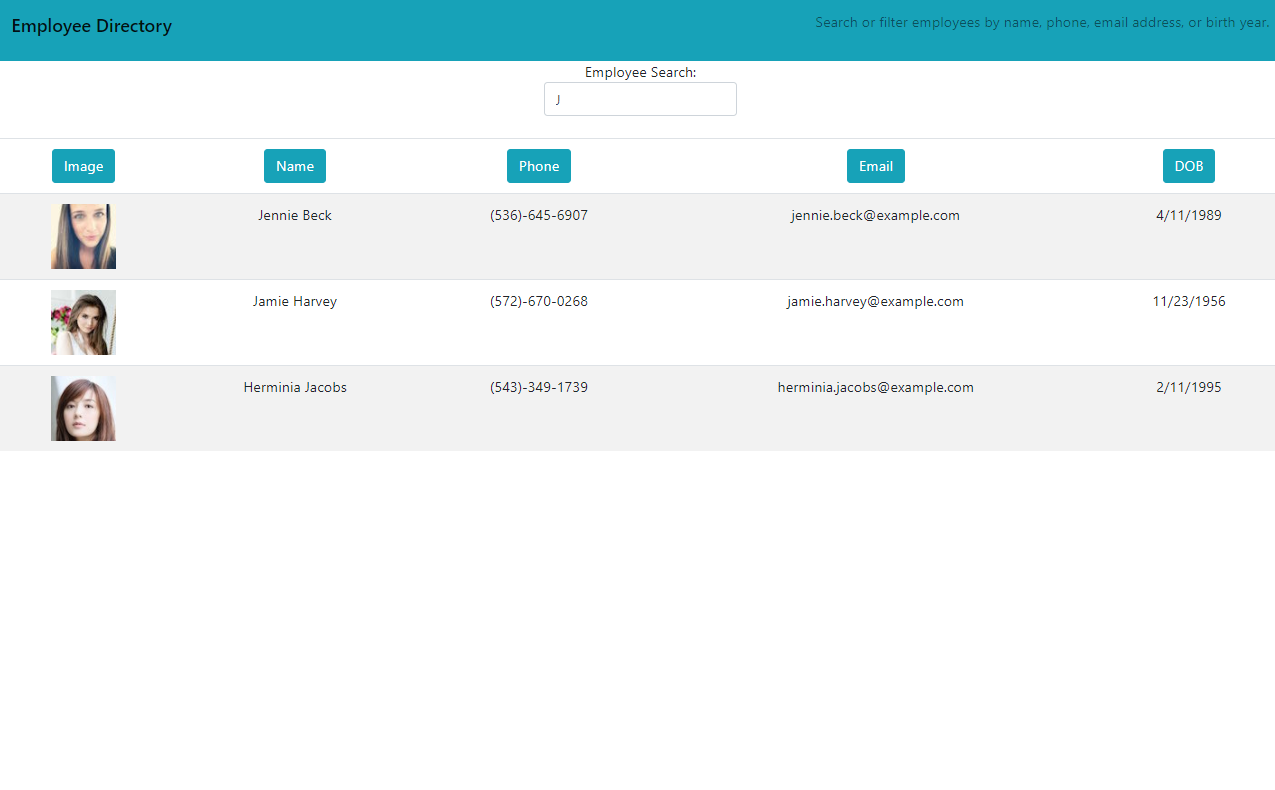 Employee Directory
Search or filter employees by name, phone, email address, or birth year.
Employee Search:
J
Image Name Phone Email DOB
Jennie Beck (536)-645-6907 jennie.beck@example.com 4/11/1989
Jamie Harvey (572)-670-0268 jamie.harvey@example.com 11/23/1956
Herminia Jacobs (543)-349-1739 herminia.jacobs@example.com 2/11/1995